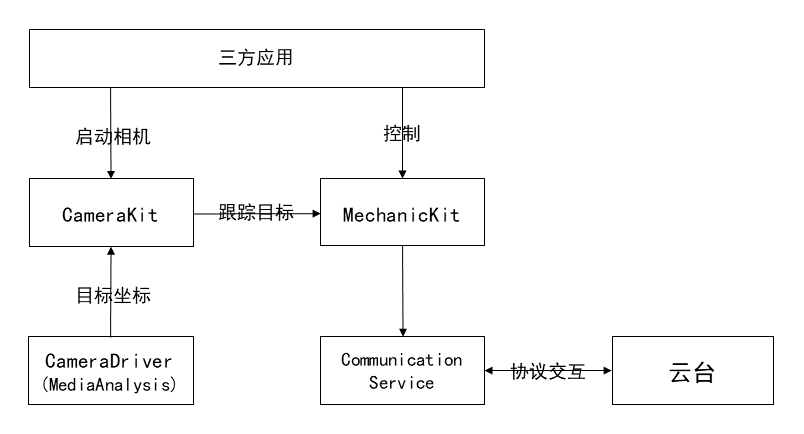 三方应用
启动相机
控制
CameraKit
跟踪目标
MechanicKit
目标坐标
CameraDriver
(MediaAnalysis)
Communication
Service
协议交互
云台